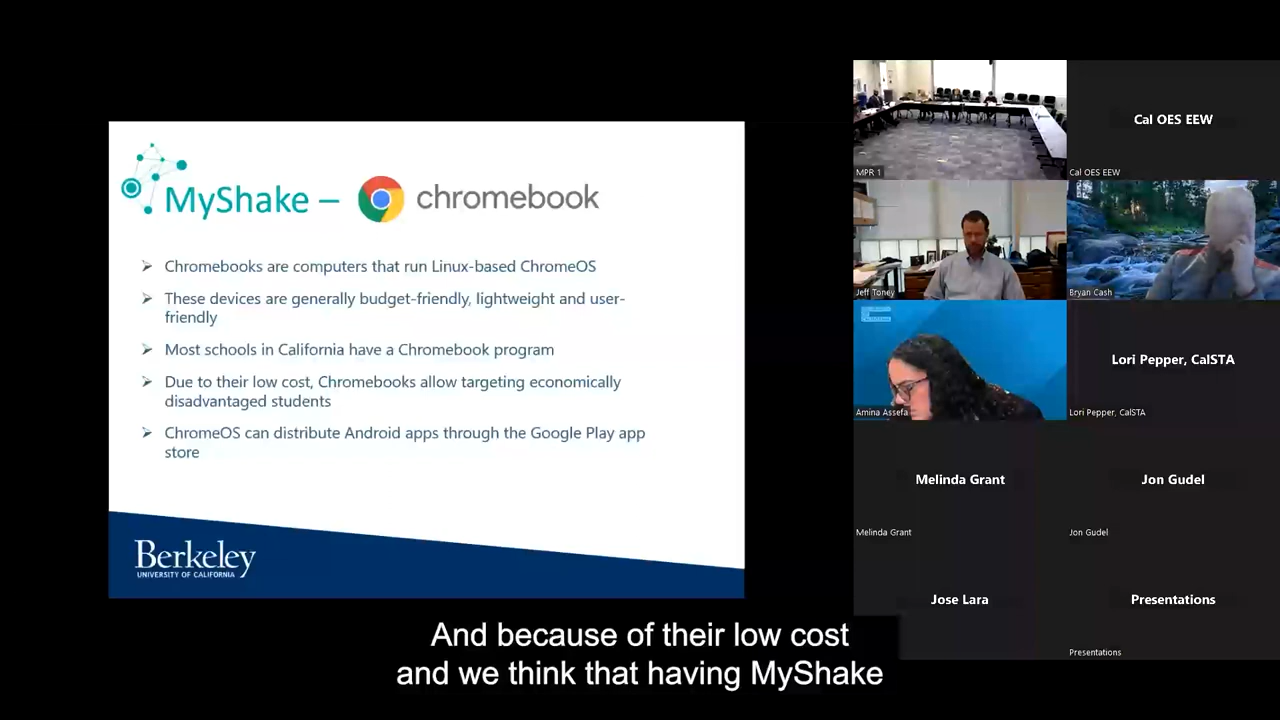 MyShake – chromebook
Chromebooks are computers that run Linux-based ChromeOS
These devices are generally budget-friendly, lightweight and user-
friendly
Most schools in California have a Chromebook program
Due to their low cost, Chromebooks allow targeting economically
disadvantaged students
ChromeOS can distribute Android apps through the Google Play app
store
Berkeley
UNIVERSITY OF CALIFORNIA
MPR 1
Cal OES EEW
Cal OES EEW
Jeff Toney
Bryan Cash
Amina Assefa
Lori Pepper, CalSTA
Lori Pepper, CalSTA
Melinda Grant
Melinda Grant
Jon Gudel
Jon Gudel
Jose Lara
Presentations
Presentations
And because of their low cost
and we think that having MyShake